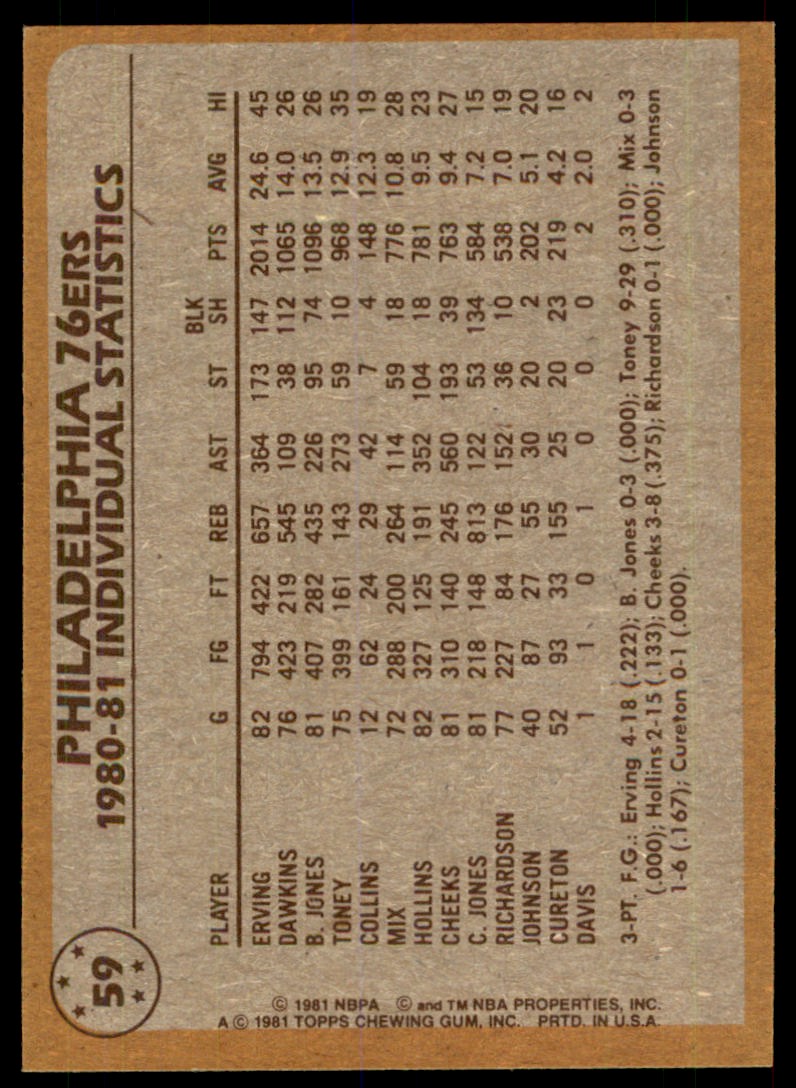 59
PHILADELPHIA 76ERS
1980-81 INDIVIDUAL STATISTICS
PLAYER G FG FT REB AST ST BLK SH PTS AVG HI
ERVING 82 794 422 657 364 173 147 2014 24.6 45
DAWKINS 76 423 219 545 109 38 112 1065 14.0 26
B. JONES 81 407 282 435 226 95 74 1096 13.5 26
TONEY 75 399 161 143 273 59 10 968 12.9 35
COLLINS 12 62 24 29 42 7 4 148 12.3 19
MIX 72 288 200 264 114 59 18 776 10.8 28
HOLLINS 82 327 125 191 352 104 18 781 9.5 23
CHEEKS 81 310 140 245 560 193 39 763 9.4 27
C. JONES 81 218 148 813 122 53 134 584 7.2 15
RICHARDSON 77 227 84 176 152 36 10 538 7.0 19
JOHNSON 40 87 27 55 30 20 2 202 5.1 20
CURETON 52 93 33 155 25 20 23 219 4.2 16
DAVIS 1 1 0 1 0 0 0 2 2.0 2
3-PT. F.G.: Erving 4-18 (.222); B. Jones 0-3 (.000); Toney 9-29 (.310); Mix 0-3
(.000); Hollins 2-15 (.133); Cheeks 3-8 (.375); Richardson 0-1 (.000); Johnson
1-6 (.167); Cureton 0-1 (.000).
© 1981 NBPA © and TM NBA PROPERTIES, INC.
A © 1981 TOPPS CHEWING GUM, INC. PRTD. IN U.S.A.